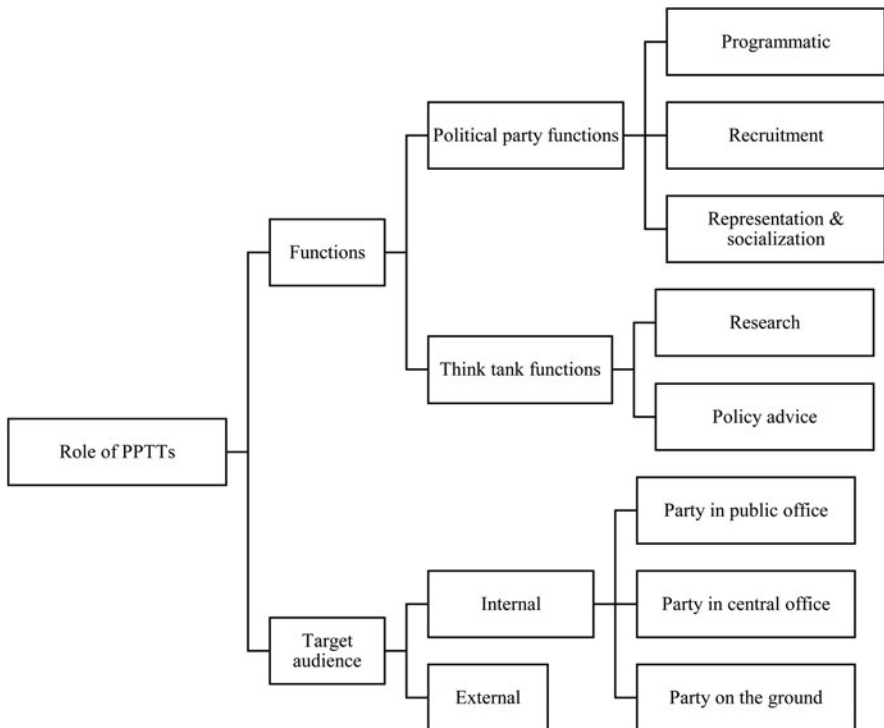 Programmatic
Political party functions
Recruitment
Representation &
socialization
Functions
Research
Think tank functions
Policy advice
Role of PPTTs
Party in public office
Internal
Party in central office
Target
audience
External
Party on the ground